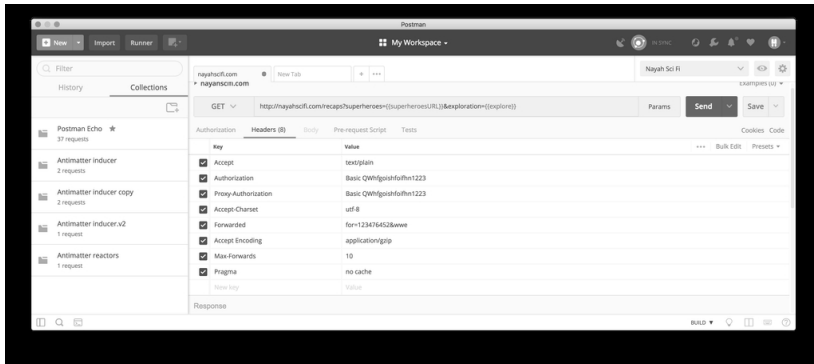 Postman
New
Import
Runner
My Workspace
IN SYNC
Filter
History
Collections
Postman Echo
37 requests
Antimatter inducer
2 requests
Antimatter inducer copy
2 requests
Antimatter inducer.v2
1 request
Antimatter reactors
1 request
nayahscifi.com
New Tab
Nayah Sci Fi
Examples (0)
GET
http://nayahscifi.com/recaps?superheroes={{superheroesURL}}&exploration={{explore}}
Params
Send
Save
Authorization
Headers (8)
Body
Pre-request Script
Tests
Cookies
Code
Key
Value
Bulk Edit
Presets
Accept
text/plain
Authorization
Basic QWhfgoishfoifhn1223
Proxy-Authorization
Basic QWhfgoishfoifhn1223
Accept-Charset
utf-8
Forwarded
for=123476452&wwe
Accept Encoding
application/gzip
Max-Forwards
10
Pragma
no cache
New key
Value
Response
BUILD